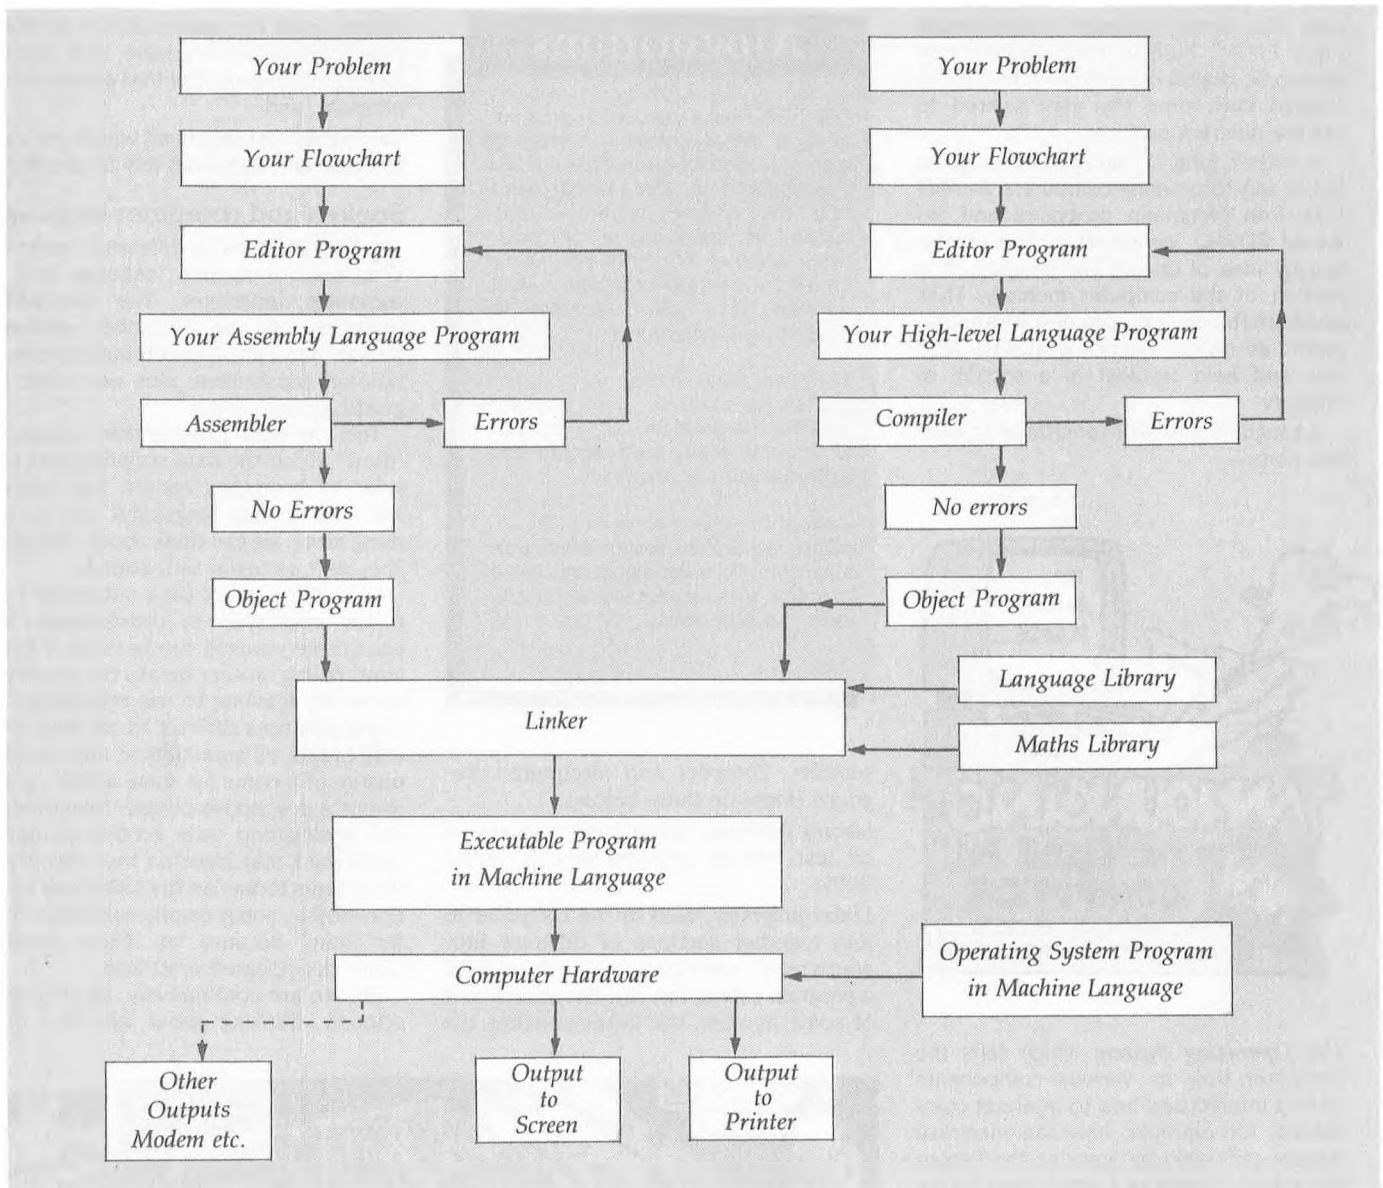 Your Problem
Your Problem
Your Flowchart
Your Flowchart
Editor Program
Editor Program
Your Assembly Language Program
Your High-level Language Program
Assembler
Errors
Compiler
Errors
No Errors
No errors
Object Program
Object Program
Language Library
Linker
Maths Library
Executable Program
in Machine Language
Operating System Program
in Machine Language
Computer Hardware
Other
Outputs
Modem etc.
Output
to
Screen
Output
to
Printer